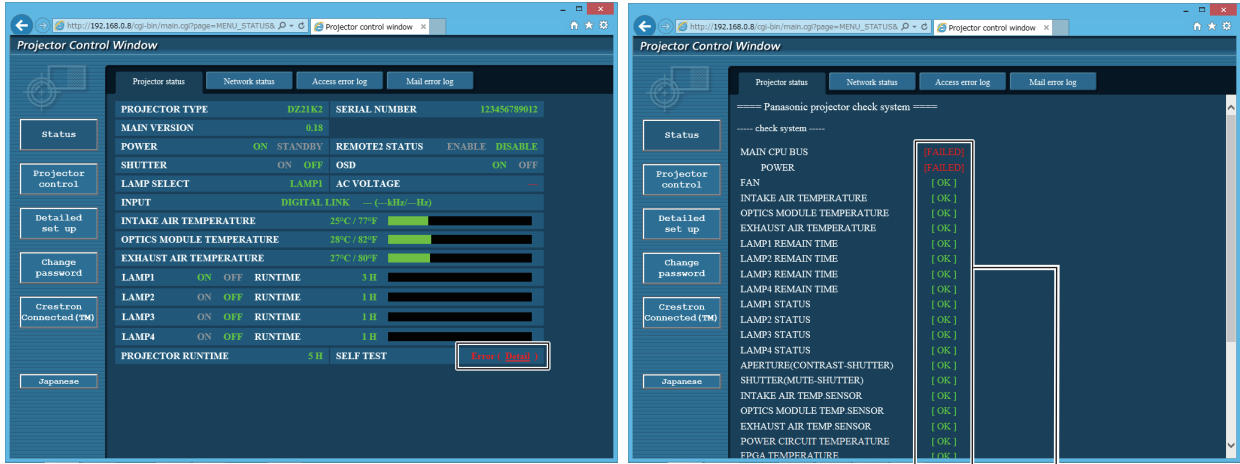 http://192.168.0.8/cgi-bin/main.cgi?page=MENU_STATUS&
Projector control window
Projector Control Window
Projector status
Network status
Access error log
Mail error log
Status
Projector
control
Detailed
set up
Change
password
Crestron
Connected(TM)
Japanese
PROJECTOR TYPE DZ21K2 SERIAL NUMBER 123456789012
MAIN VERSION 0.18
POWER ON STANDBY REMOTE2 STATUS ENABLE DISABLE
SHUTTER ON OFF OSD ON OFF
LAMP SELECT LAMP1 AC VOLTAGE ---
INPUT DIGITAL LINK --- (---kHz/---Hz)
INTAKE AIR TEMPERATURE 25°C / 77°F
OPTICS MODULE TEMPERATURE 28°C / 82°F
EXHAUST AIR TEMPERATURE 27°C / 80°F
LAMP1 ON OFF RUNTIME 3 H
LAMP2 ON OFF RUNTIME 1 H
LAMP3 ON OFF RUNTIME 1 H
LAMP4 ON OFF RUNTIME 1 H
PROJECTOR RUNTIME 5 H SELF TEST Error ( Detail )
http://192.168.0.8/cgi-bin/main.cgi?page=MENU_STATUS&
Projector control window
Projector Control Window
Projector status
Network status
Access error log
Mail error log
Status
Projector
control
Detailed
set up
Change
password
Crestron
Connected(TM)
Japanese
==== Panasonic projector check system ====
----- check system -----
MAIN CPU BUS [FAILED]
POWER [FAILED]
FAN [ OK ]
INTAKE AIR TEMPERATURE [ OK ]
OPTICS MODULE TEMPERATURE [ OK ]
EXHAUST AIR TEMPERATURE [ OK ]
LAMP1 REMAIN TIME [ OK ]
LAMP2 REMAIN TIME [ OK ]
LAMP3 REMAIN TIME [ OK ]
LAMP4 REMAIN TIME [ OK ]
LAMP1 STATUS [ OK ]
LAMP2 STATUS [ OK ]
LAMP3 STATUS [ OK ]
LAMP4 STATUS [ OK ]
APERTURE(CONTRAST-SHUTTER) [ OK ]
SHUTTER(MUTE-SHUTTER) [ OK ]
INTAKE AIR TEMP.SENSOR [ OK ]
OPTICS MODULE TEMP.SENSOR [ OK ]
EXHAUST AIR TEMP.SENSOR [ OK ]
POWER CIRCUIT TEMPERATURE [ OK ]
FPGA TEMPERATURE [ OK ]